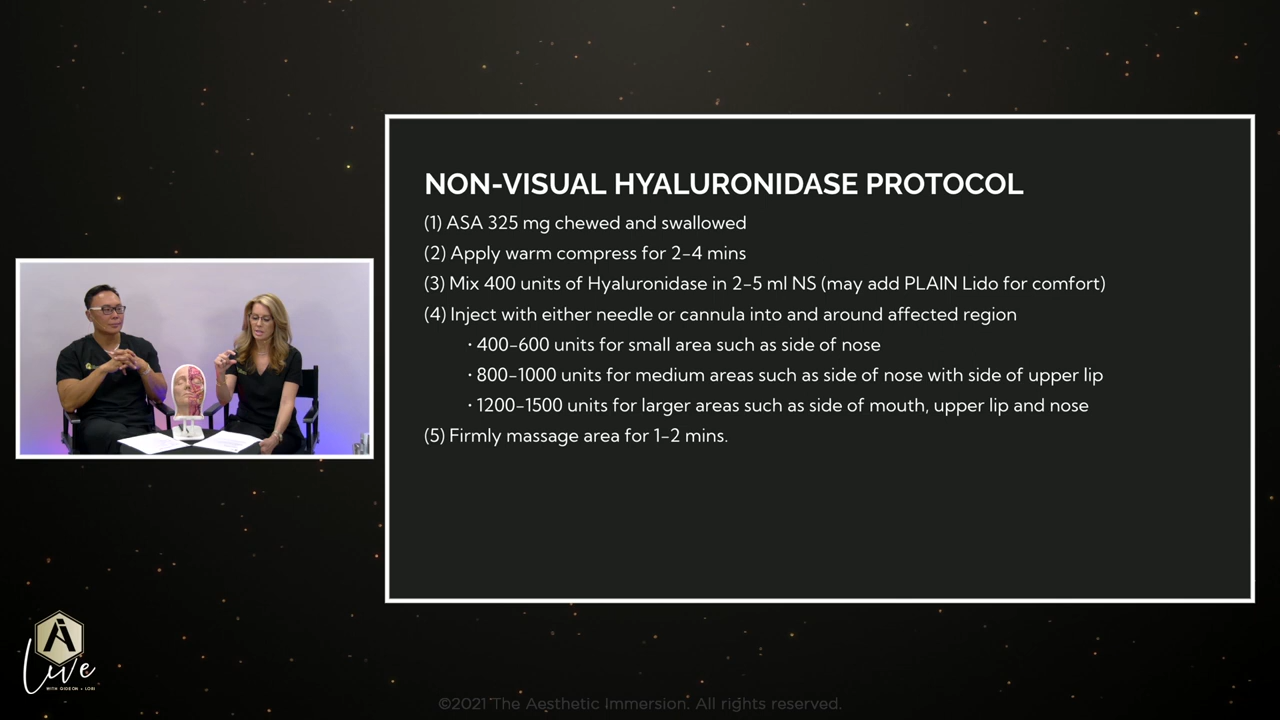 NON-VISUAL HYALURONIDASE PROTOCOL
(1) ASA 325 mg chewed and swallowed
(2) Apply warm compress for 2-4 mins
(3) Mix 400 units of Hyaluronidase in 2-5 ml NS (may add PLAIN Lido for comfort)
(4) Inject with either needle or cannula into and around affected region
• 400-600 units for small area such as side of nose
• 800-1000 units for medium areas such as side of nose with side of upper lip
• 1200-1500 units for larger areas such as side of mouth, upper lip and nose
(5) Firmly massage area for 1-2 mins.
Ai
Live
WITH GIDEON + LORI
©2021 The Aesthetic Immersion. All rights reserved.